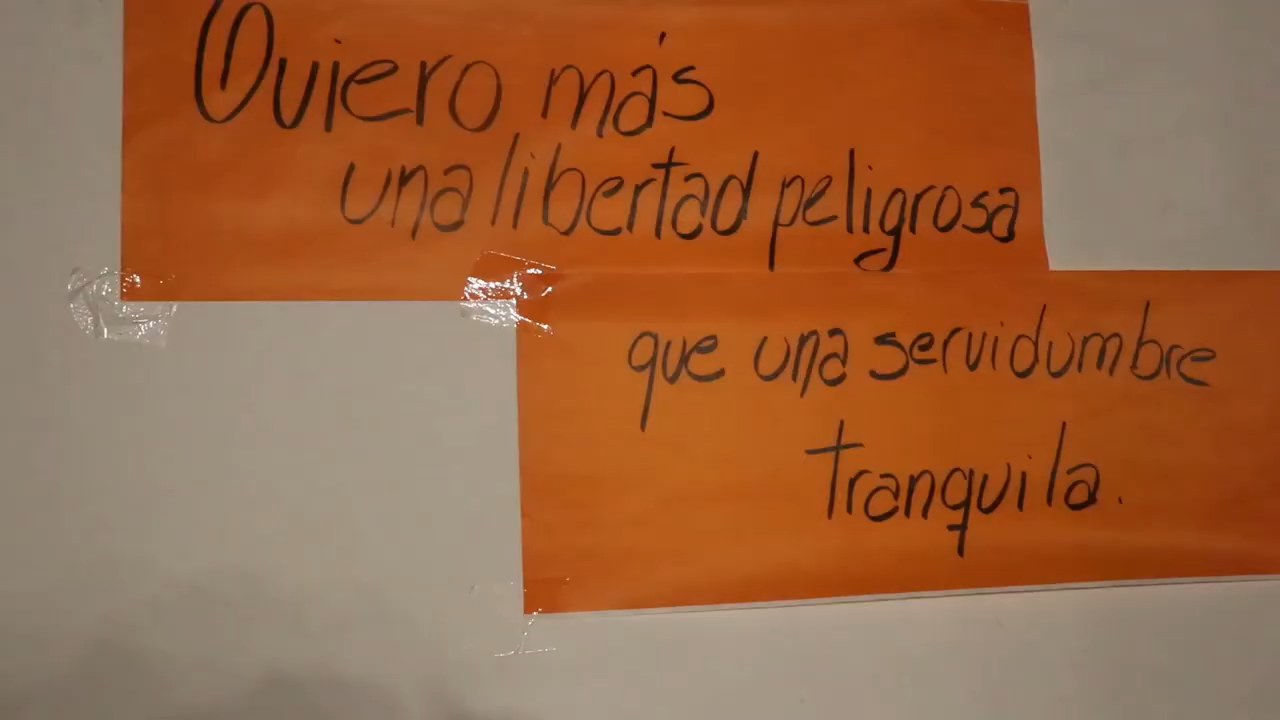 Quiero más
una libertad peligrosa
que una servidumbre
tranquila.